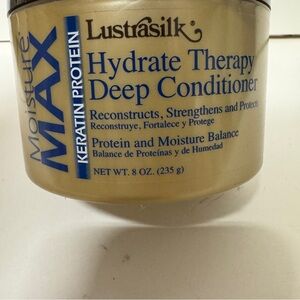 Lustrasilk
Moisture
MAX
KERATIN PROTEIN
Hydrate Therapy
Deep Conditioner
Reconstructs, Strengthens and Protects
Reconstruye, Fortalece y Protege
Protein and Moisture Balance
Balance de Proteínas y de Humedad
NET WT. 8 OZ. (235 g)